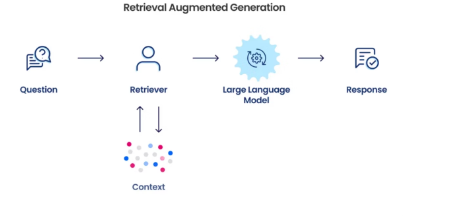 Retrieval Augmented Generation
Question
Retriever
Large Language
Model
Response
Context